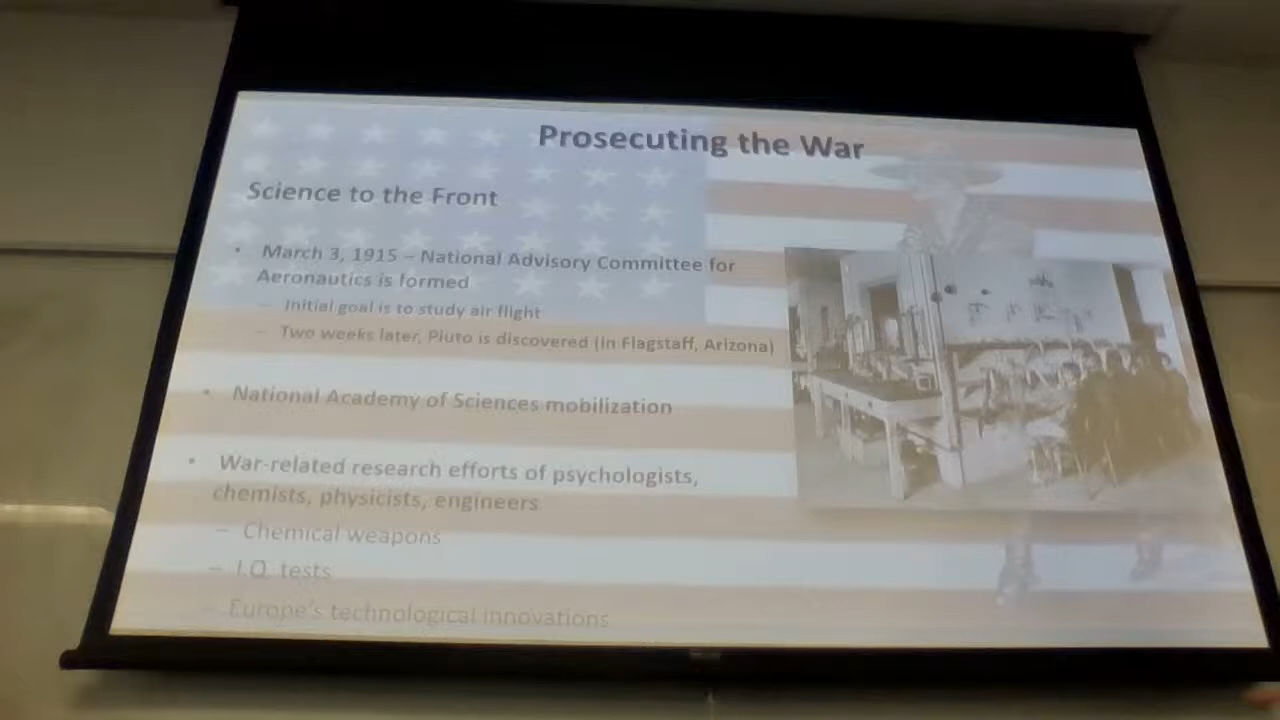 Prosecuting the War
Science to the Front
• March 3, 1915 – National Advisory Committee for
Aeronautics is formed
– Initial goal is to study air flight
– Two weeks later, Pluto is discovered (in Flagstaff, Arizona)
• National Academy of Sciences mobilization
• War-related research efforts of psychologists,
chemists, physicists, engineers
– Chemical weapons
– I.Q. tests
– Europe's technological innovations